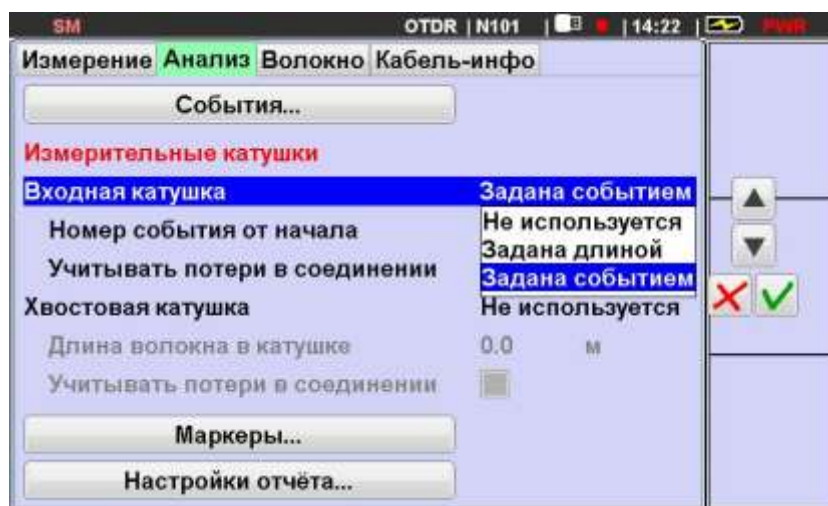 SM OTDR | N101 | | 14:22 | PWR
Измерение Анализ Волокно Кабель-инфо
События...
Измерительные катушки
Входная катушка Задана событием
Номер события от начала Не используется
Задана длиной
Учитывать потери в соединении Задана событием
Хвостовая катушка Не используется
Длина волокна в катушке 0.0 м
Учитывать потери в соединении
Маркеры...
Настройки отчёта...